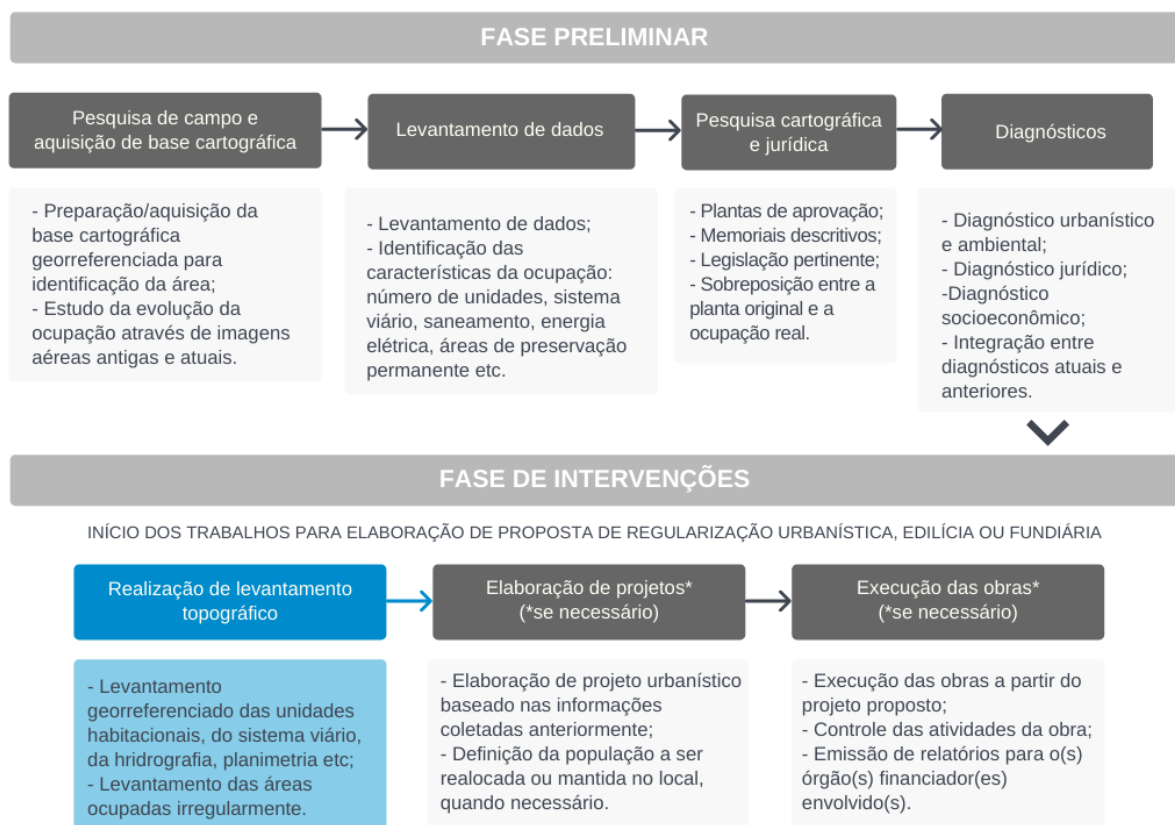 FASE PRELIMINAR
Pesquisa de campo e
aquisição de base cartográfica
- Preparação/aquisição da
base cartográfica
georreferenciada para
identificação da área;
- Estudo da evolução da
ocupação através de imagens
aéreas antigas e atuais.
Levantamento de dados
- Levantamento de dados;
- Identificação das
características da ocupação:
número de unidades, sistema
viário, saneamento, energia
elétrica, áreas de preservação
permanente etc.
Pesquisa cartográfica
e jurídica
- Plantas de aprovação;
- Memoriais descritivos;
- Legislação pertinente;
- Sobreposição entre a
planta original e a
ocupação real.
Diagnósticos
- Diagnóstico urbanístico
e ambiental;
- Diagnóstico jurídico;
-Diagnóstico
socioeconômico;
- Integração entre
diagnósticos atuais e
anteriores.
FASE DE INTERVENÇÕES
INÍCIO DOS TRABALHOS PARA ELABORAÇÃO DE PROPOSTA DE REGULARIZAÇÃO URBANÍSTICA, EDILÍCIA OU FUNDIÁRIA
Realização de levantamento
topográfico
- Levantamento
georreferenciado das unidades
habitacionais, do sistema viário,
da hridrografia, planimetria etc;
- Levantamento das áreas
ocupadas irregularmente.
Elaboração de projetos*
(*se necessário)
- Elaboração de projeto urbanístico
baseado nas informações
coletadas anteriormente;
- Definição da população a ser
realocada ou mantida no local,
quando necessário.
Execução das obras*
(*se necessário)
- Execução das obras a partir do
projeto proposto;
- Controle das atividades da obra;
- Emissão de relatórios para o(s)
órgão(s) financiador(es)
envolvido(s).